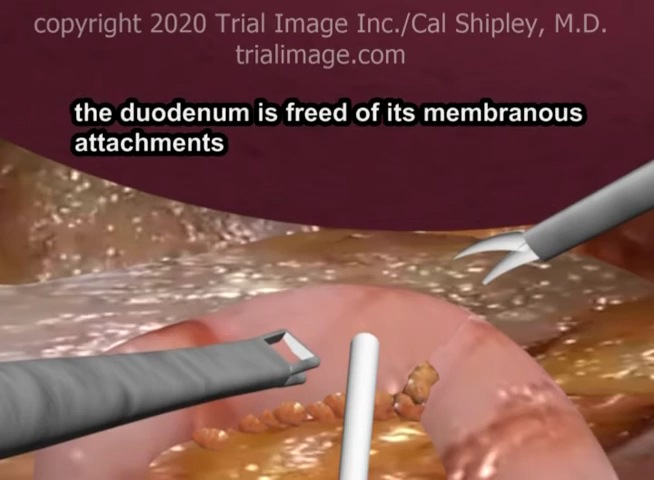 copyright 2020 Trial Image Inc./Cal Shipley, M.D.
trialimage.com
the duodenum is freed of its membranous
attachments